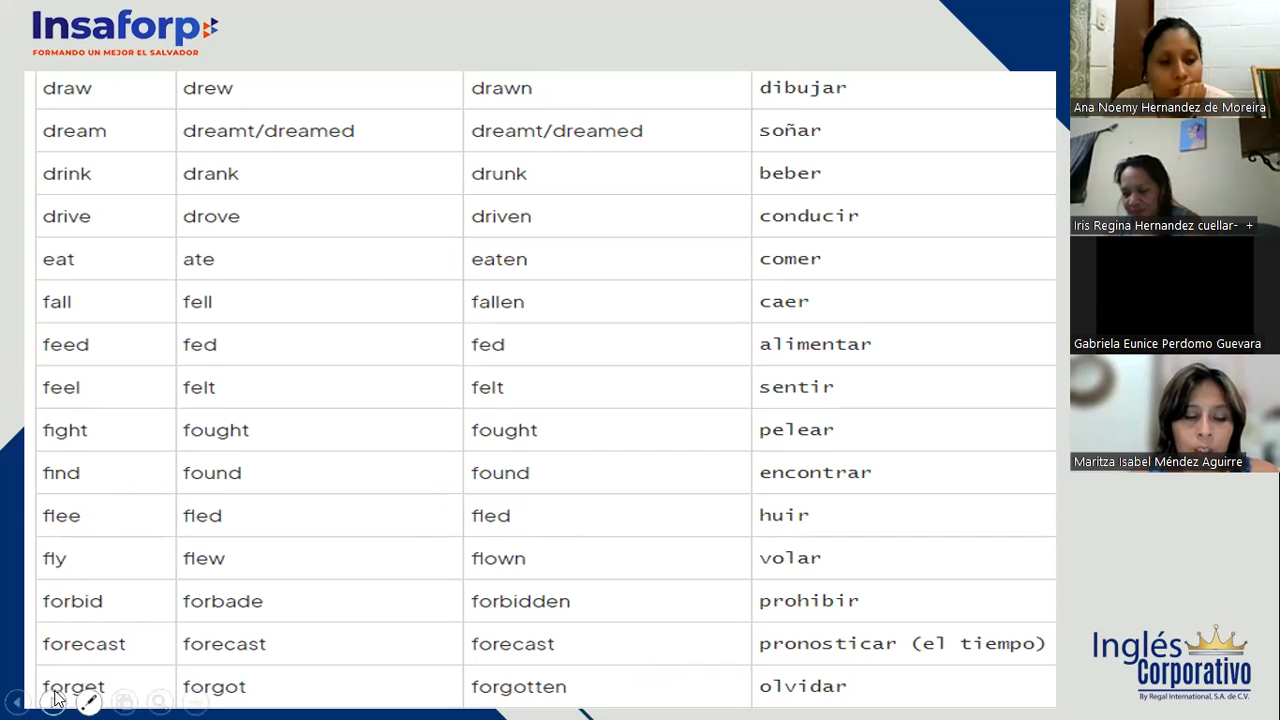 Insaforp
FORMANDO UN MEJOR EL SALVADOR
draw drew drawn dibujar
dream dreamt/dreamed dreamt/dreamed soñar
drink drank drunk beber
drive drove driven conducir
eat ate eaten comer
fall fell fallen caer
feed fed fed alimentar
feel felt felt sentir
fight fought fought pelear
find found found encontrar
flee fled fled huir
fly flew flown volar
forbid forbade forbidden prohibir
forecast forecast forecast pronosticar (el tiempo)
forget forgot forgotten olvidar
Ana Noemy Hernandez de Moreira
Iris Regina Hernandez cuellar- +
Gabriela Eunice Perdomo Guevara
Maritza Isabel Méndez Aguirre
Inglés
Corporativo
By Regal International, S.A. de C.V.